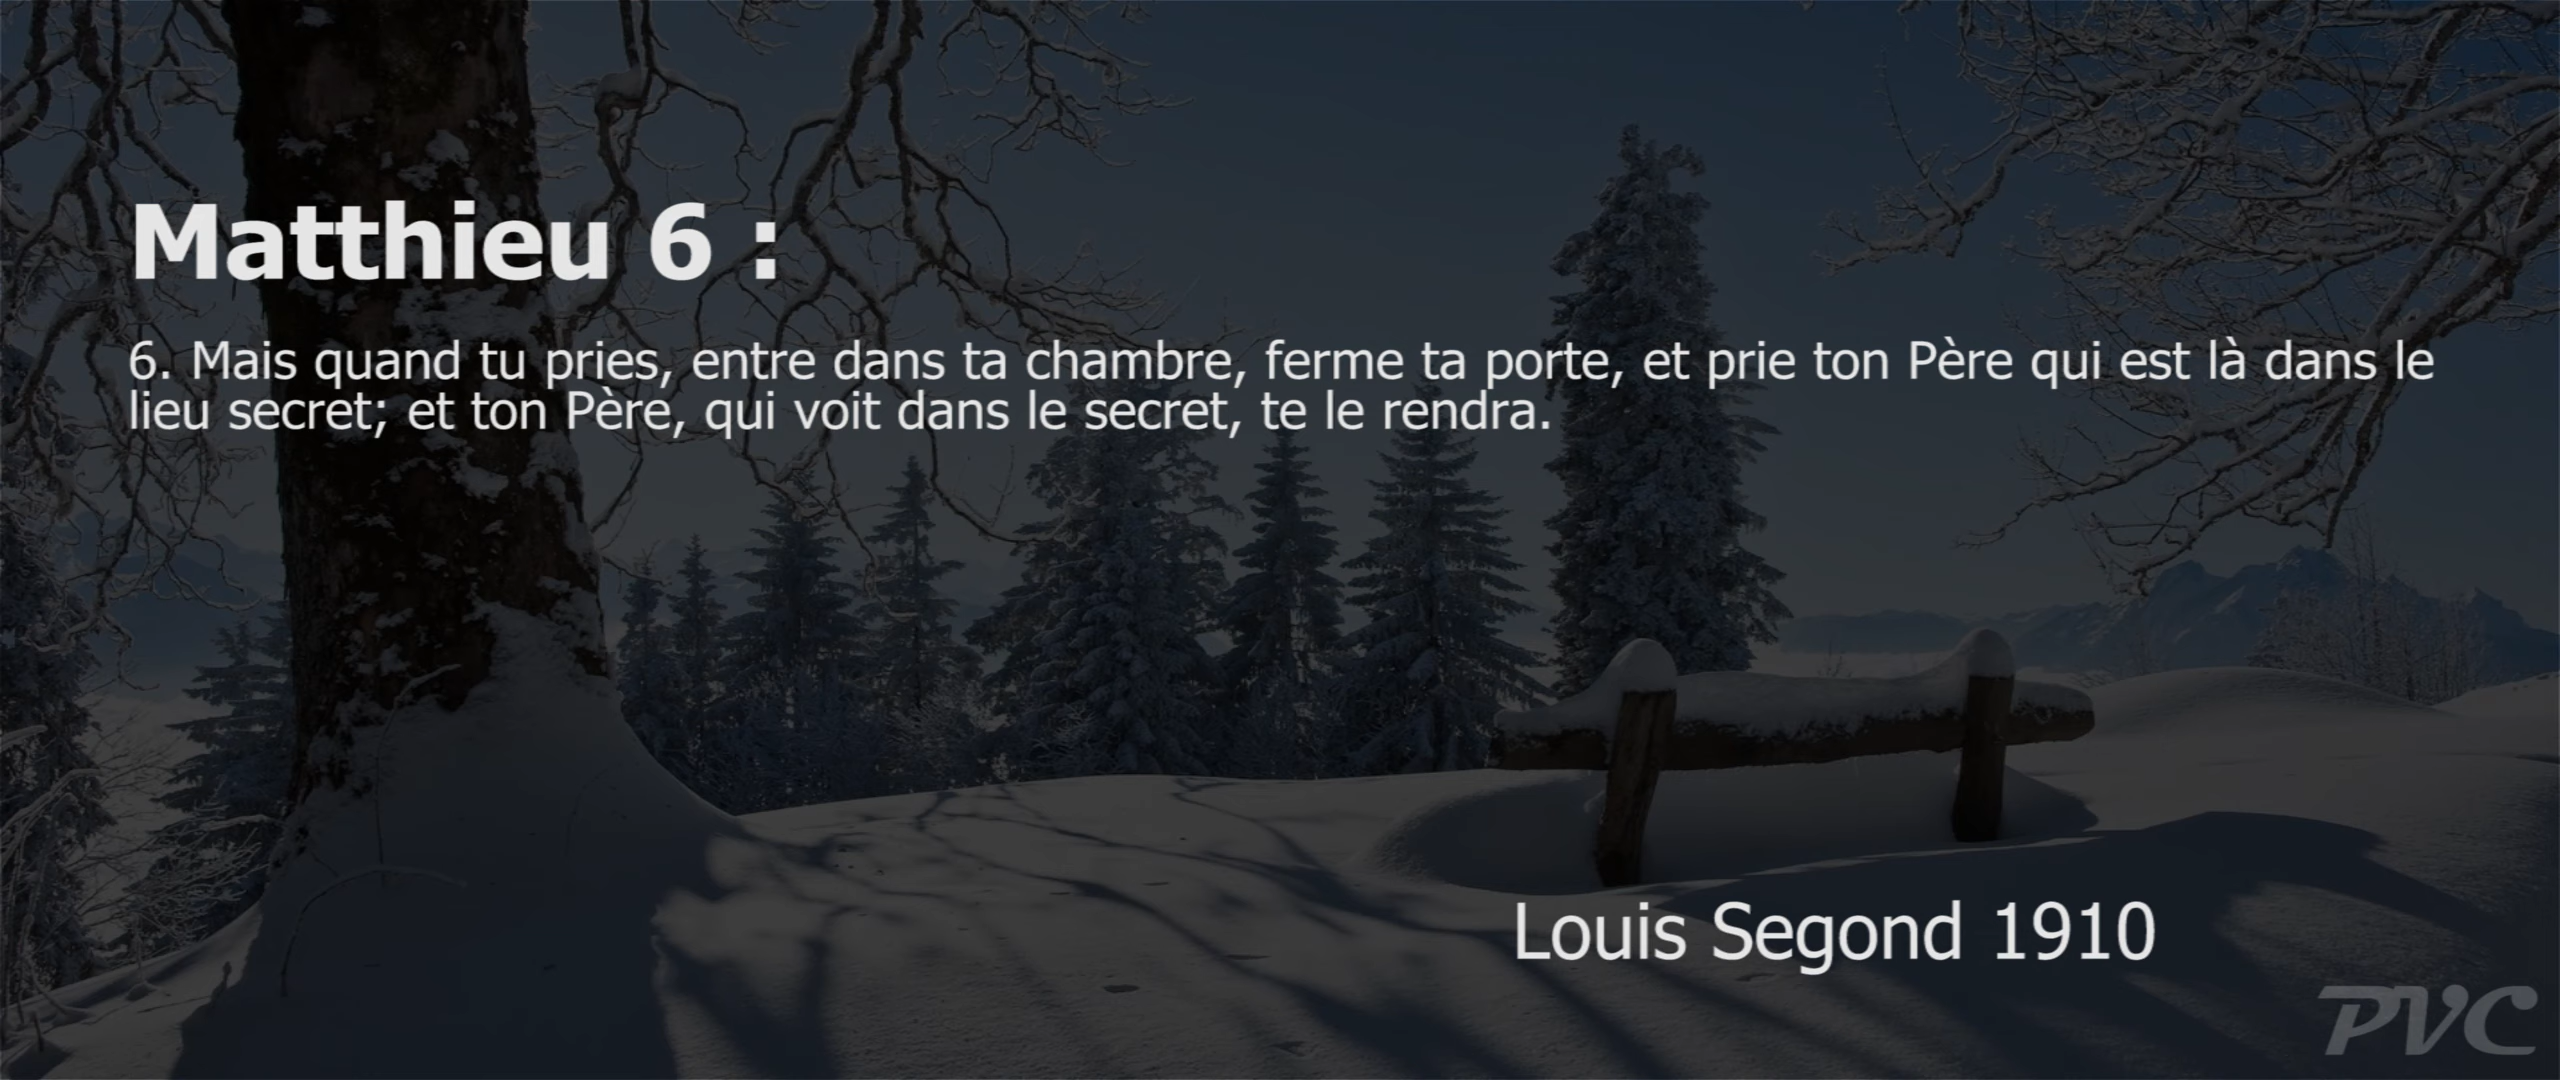 Matthieu 6 :
6. Mais quand tu pries, entre dans ta chambre, ferme ta porte, et prie ton Père qui est là dans le
lieu secret; et ton Père, qui voit dans le secret, te le rendra.
Louis Segond 1910
PVC